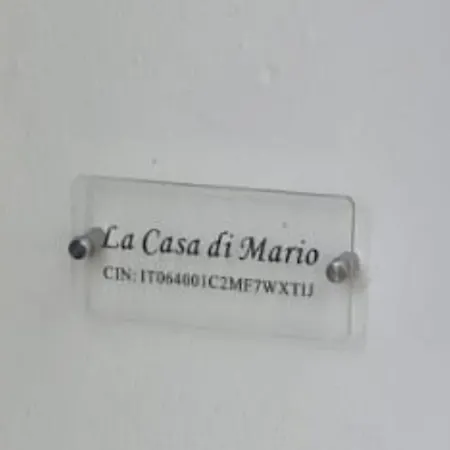 La Casa di Mario
CIN: IT064001C2MF7WXTIJ